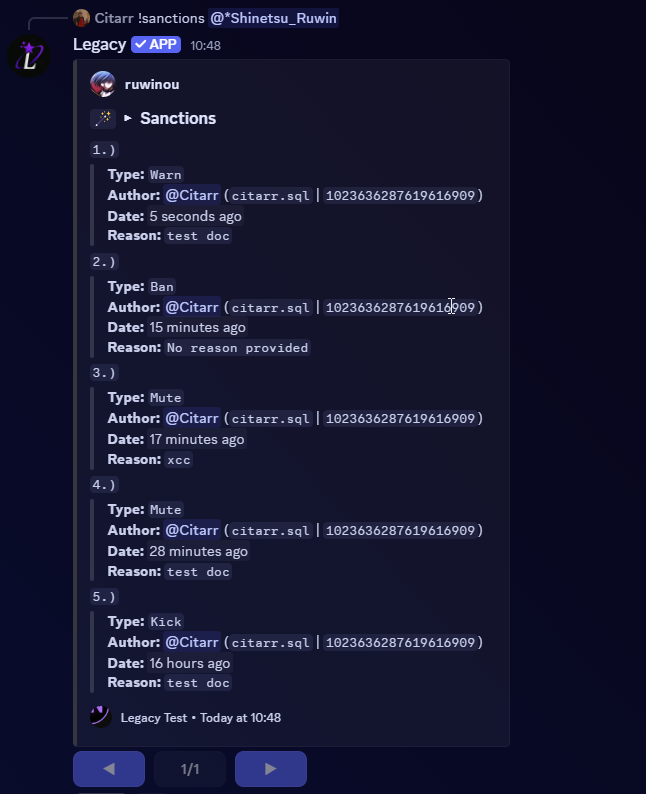 Citarr !sanctions @*Shinetsu_Ruwin
Legacy ✓ APP 10:48
ruwinou
▸ Sanctions
1.)
Type: Warn
Author: @Citarr (citarr.sql | 1023636287619616909)
Date: 5 seconds ago
Reason: test doc
2.)
Type: Ban
Author: @Citarr (citarr.sql | 1023636287619616909)
Date: 15 minutes ago
Reason: No reason provided
3.)
Type: Mute
Author: @Citarr (citarr.sql | 1023636287619616909)
Date: 17 minutes ago
Reason: xcc
4.)
Type: Mute
Author: @Citarr (citarr.sql | 1023636287619616909)
Date: 28 minutes ago
Reason: test doc
5.)
Type: Kick
Author: @Citarr (citarr.sql | 1023636287619616909)
Date: 16 hours ago
Reason: test doc
Legacy Test • Today at 10:48
1/1